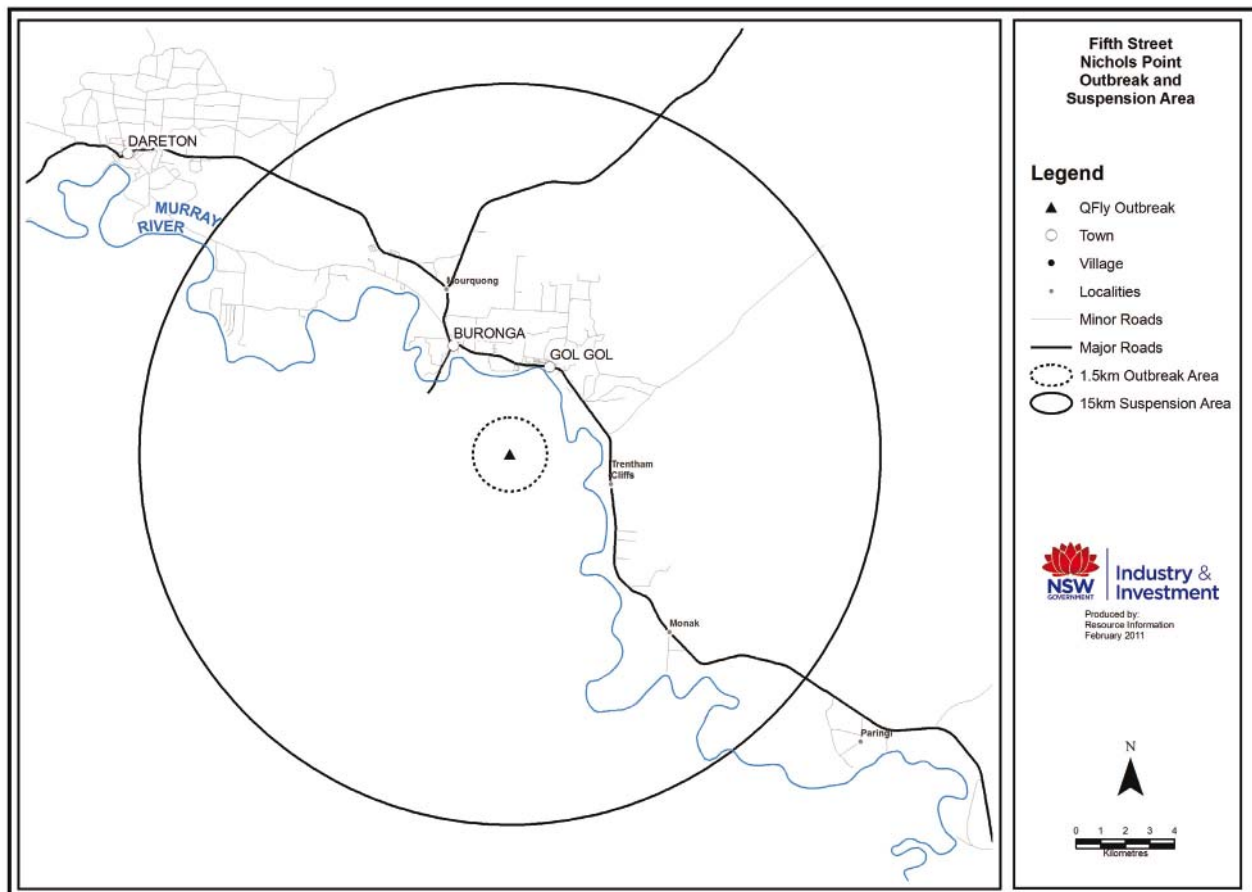 Fifth Street
Nichols Point
Outbreak and
Suspension Area
Legend
QFly Outbreak
Town
Village
Localities
Minor Roads
Major Roads
1.5km Outbreak Area
15km Suspension Area
NSW
GOVERNMENT
Industry &
Investment
Produced by:
Resource Information
February 2011
N
0 1 2 3 4
Kilometres
DARETON
MURRAY
RIVER
Mourquong
BURONGA
GOL GOL
Trentham
Cliffs
Monak
Paringi